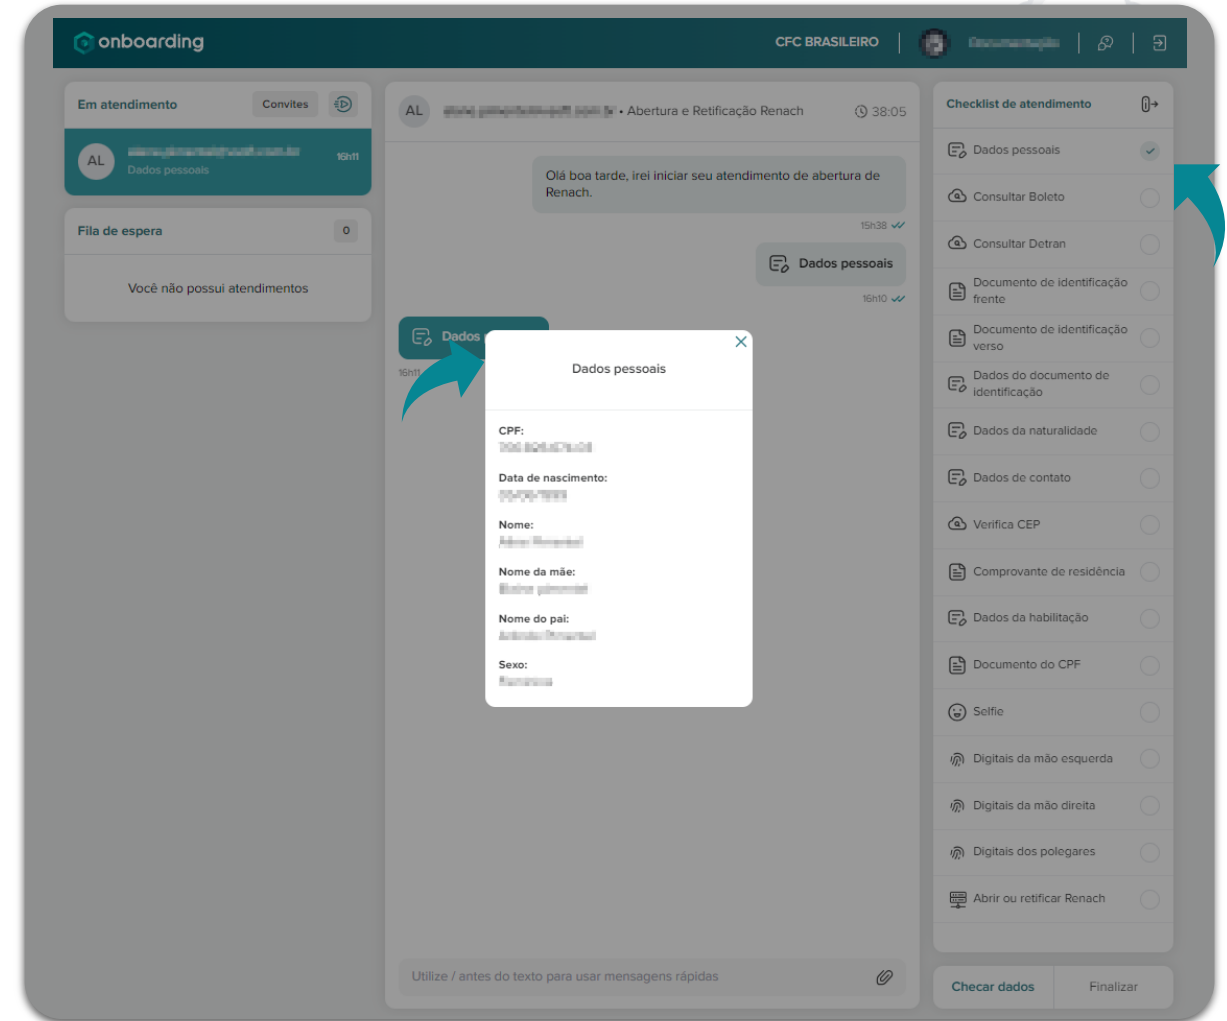 onboarding
CFC BRASILEIRO
Em atendimento
Convites
AL
16h11
Dados pessoais
Fila de espera
0
Você não possui atendimentos
AL
• Abertura e Retificação Renach
38:05
Olá boa tarde, irei iniciar seu atendimento de abertura de
Renach.
15h38
Dados pessoais
16h10
Dados
16h11
Dados pessoais
CPF:
Data de nascimento:
Nome:
Nome da mãe:
Nome do pai:
Sexo:
Utilize / antes do texto para usar mensagens rápidas
Checklist de atendimento
Dados pessoais
Consultar Boleto
Consultar Detran
Documento de identificação
frente
Documento de identificação
verso
Dados do documento de
identificação
Dados da naturalidade
Dados de contato
Verifica CEP
Comprovante de residência
Dados da habilitação
Documento do CPF
Selfie
Digitais da mão esquerda
Digitais da mão direita
Digitais dos polegares
Abrir ou retificar Renach
Checar dados
Finalizar